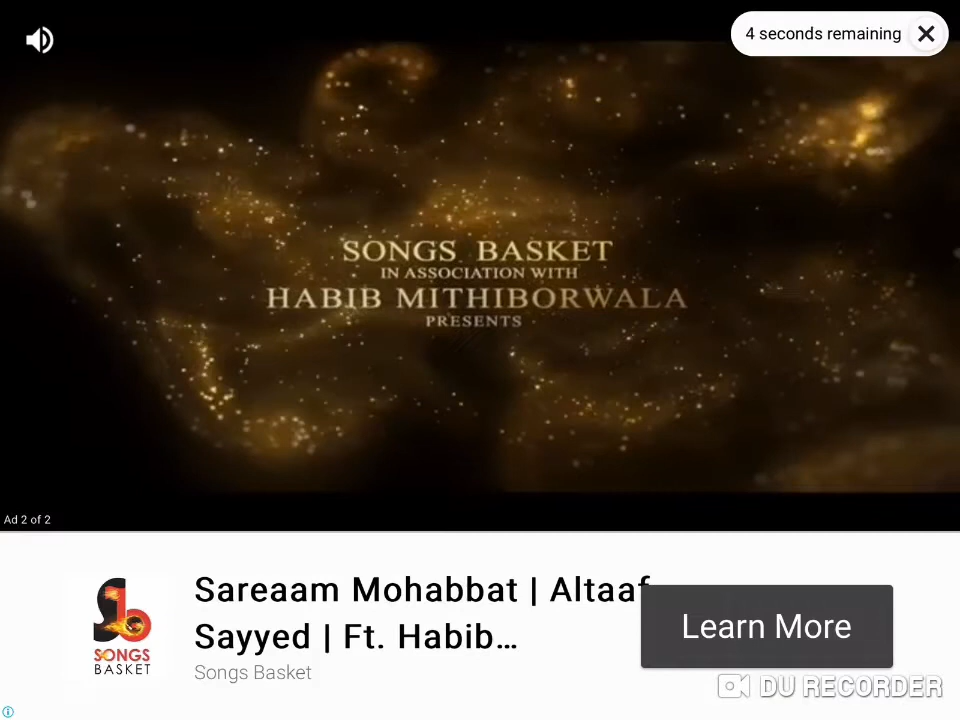 4 seconds remaining
SONGS BASKET
IN ASSOCIATION WITH
HABIB MITHIBORWALA
PRESENTS
Ad 2 of 2
Sareaam Mohabbat | Altaaf
Sayyed | Ft. Habib...
Songs Basket
Learn More
SONGS
BASKET
DU RECORDER